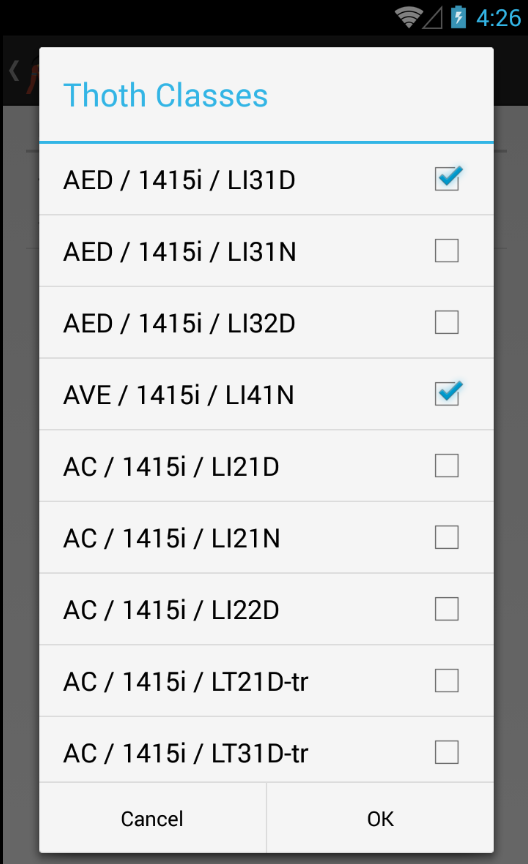 4:26
Thoth Classes
AED / 1415i / LI31D
AED / 1415i / LI31N
AED / 1415i / LI32D
AVE / 1415i / LI41N
AC / 1415i / LI21D
AC / 1415i / LI21N
AC / 1415i / LI22D
AC / 1415i / LT21D-tr
AC / 1415i / LT31D-tr
Cancel OK